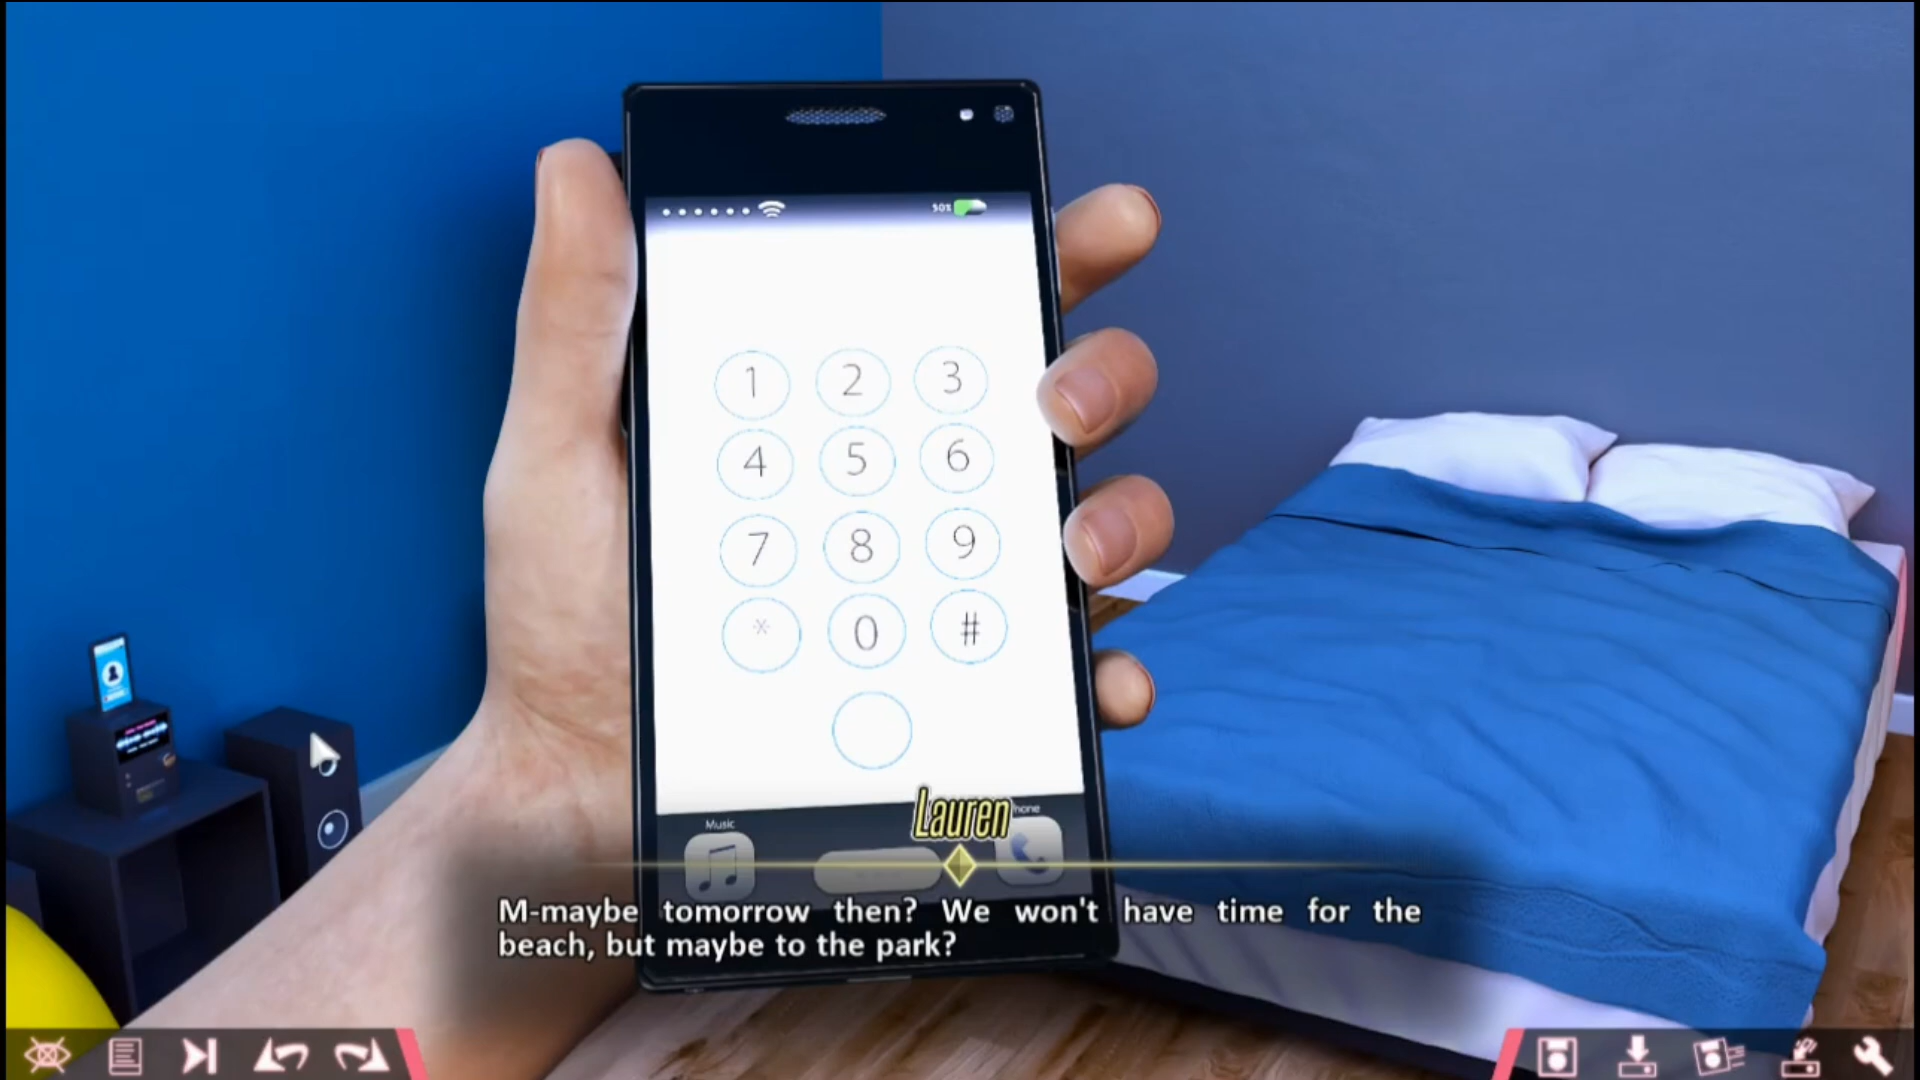 50%
1 2 3
4 5 6
7 8 9
* 0 #
Music
Lauren
M-maybe tomorrow then? We won't have time for the
beach, but maybe to the park?